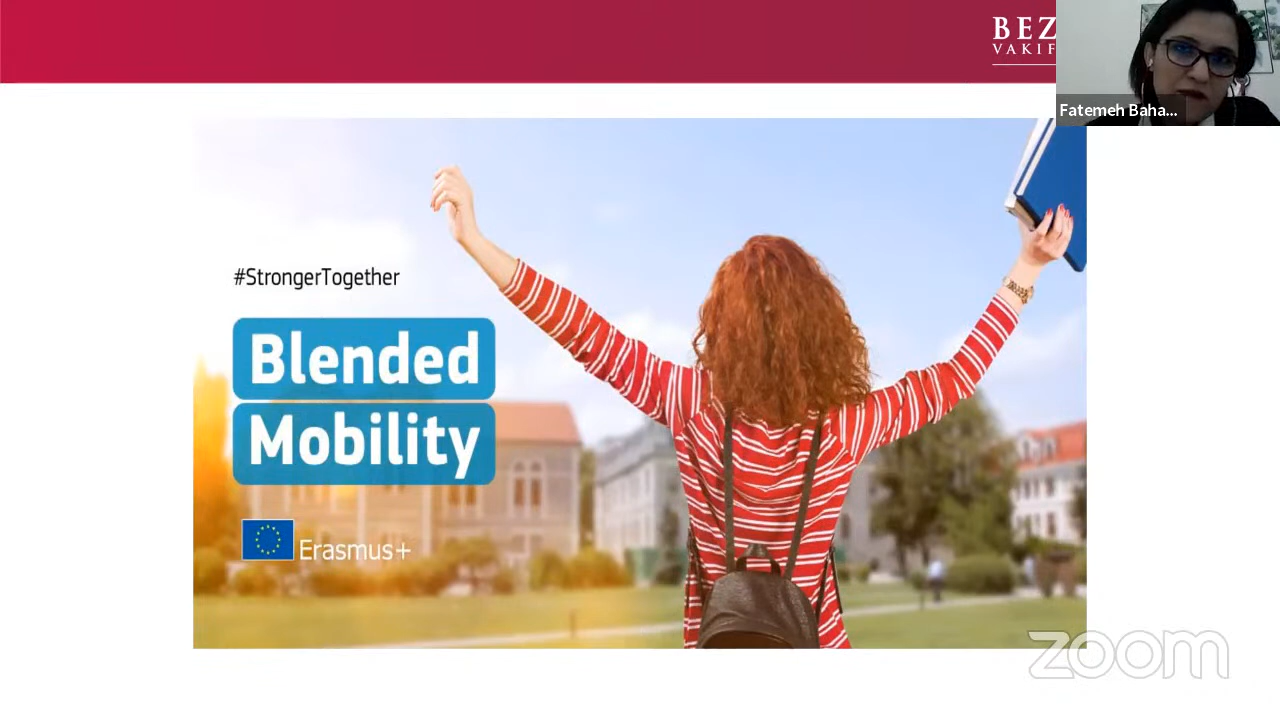 BEZ
VAKIF
Fatemeh Baha...
#StrongerTogether
Blended
Mobility
Erasmus+
zoom